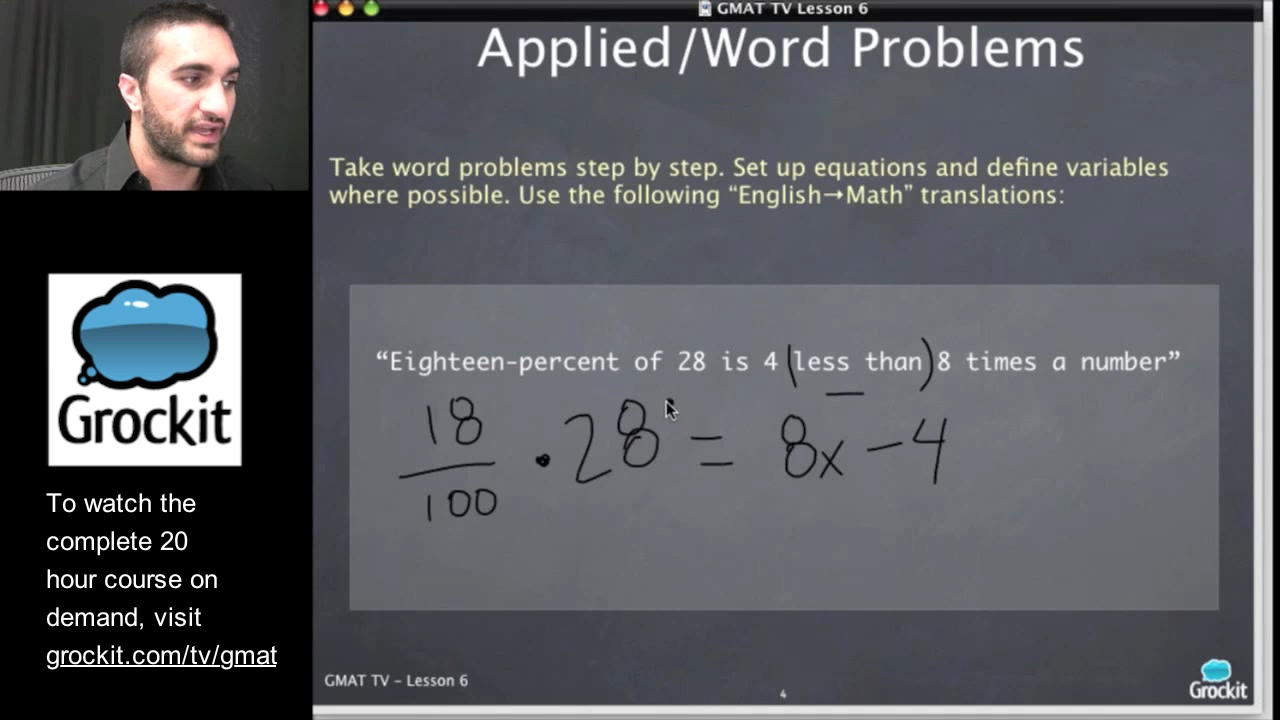 GMAT TV Lesson 6
Applied/Word Problems
Take word problems step by step. Set up equations and define variables
where possible. Use the following “English→Math” translations:
“Eighteen-percent of 28 is 4 (less than) 8 times a number”
18
100
· 28 = 8x − 4
GMAT TV – Lesson 6
4
Grockit
Grockit
To watch the
complete 20
hour course on
demand, visit
grockit.com/tv/gmat